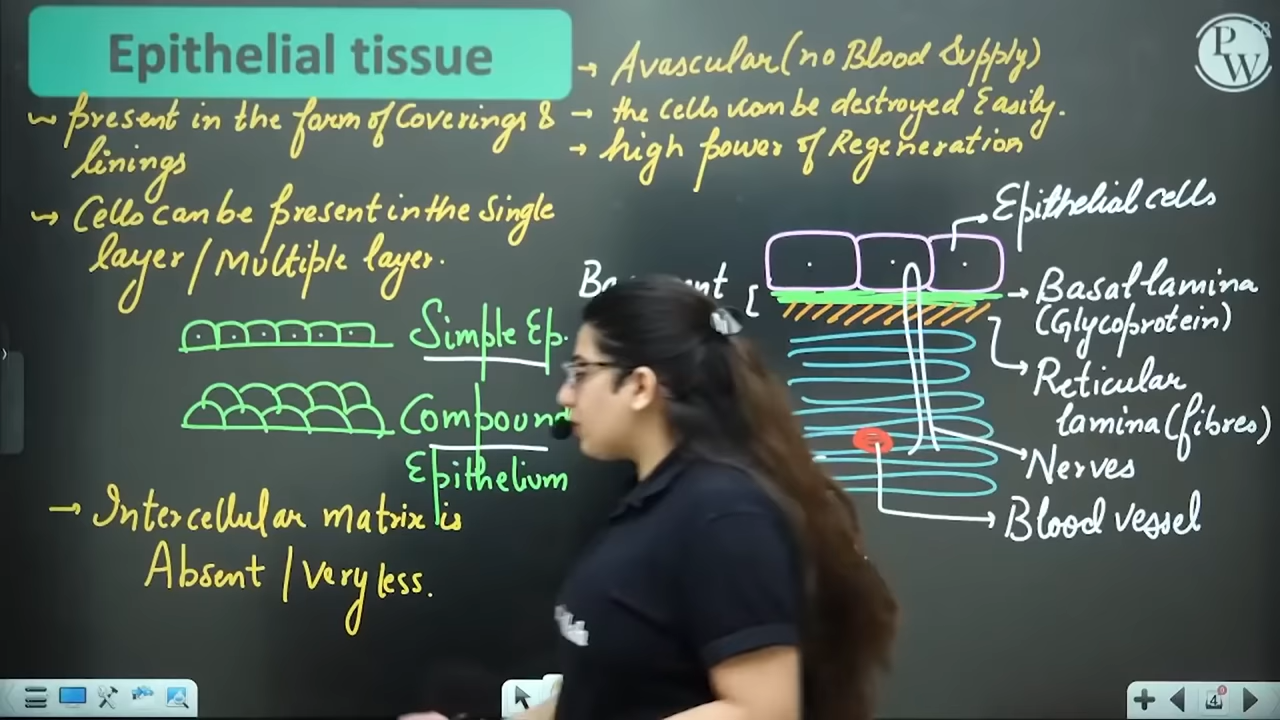 Epithelial tissue
present in the form of Coverings &
linings
Cells can be present in the Single
layer / Multiple layer.
Simple Ep.
Compound
Epithelium
→ Intercellular matrix is
Absent / Very less.
→ Avascular (no Blood Supply)
→ the cells can be destroyed Easily.
→ high power of Regeneration
Epithelial cells
Basal lamina
(Glycoprotein)
Reticular
lamina (fibres)
Nerves
Blood vessel
P
W
4